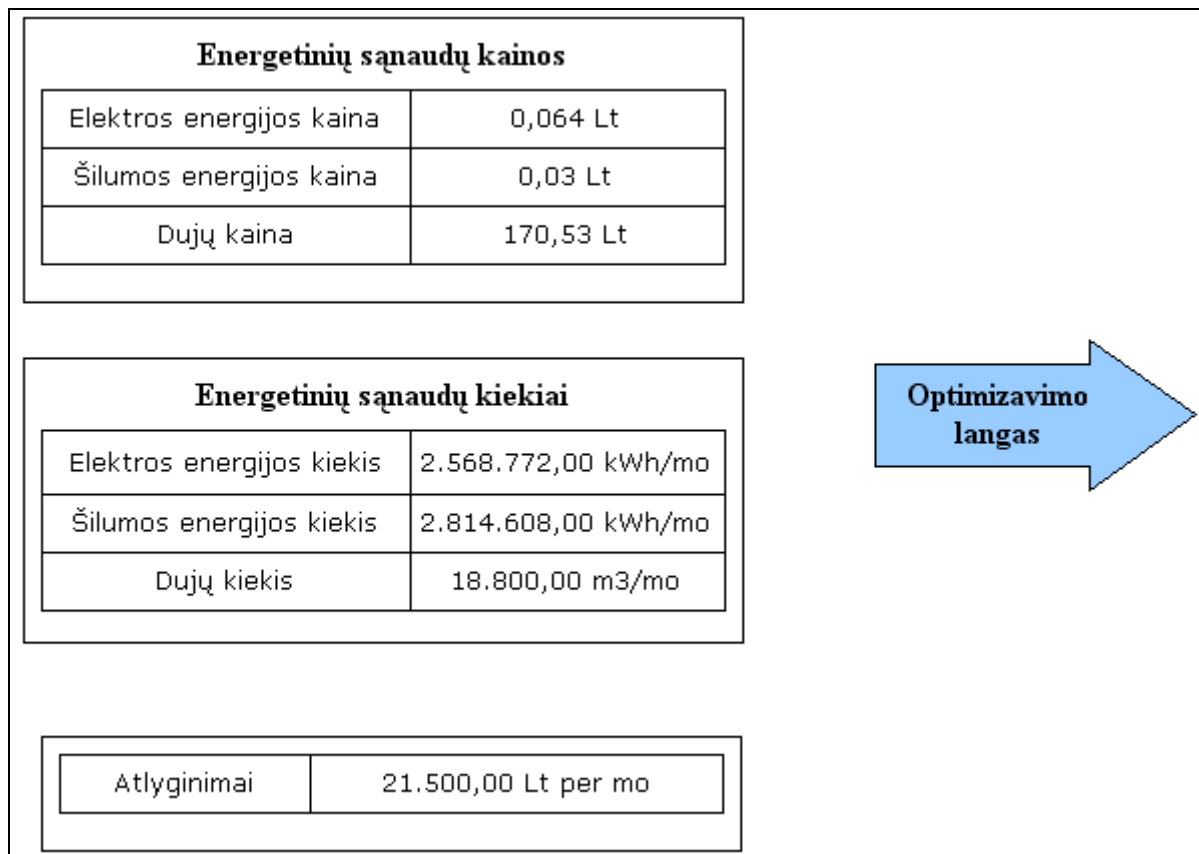 Energetinių sąnaudų kainos
Elektros energijos kaina 0,064 Lt
Šilumos energijos kaina 0,03 Lt
Dujų kaina 170,53 Lt
Energetinių sąnaudų kiekiai
Elektros energijos kiekis 2.568.772,00 kWh/mo
Šilumos energijos kiekis 2.814.608,00 kWh/mo
Dujų kiekis 18.800,00 m3/mo
Optimizavimo
langas
Atlyginimai 21.500,00 Lt per mo